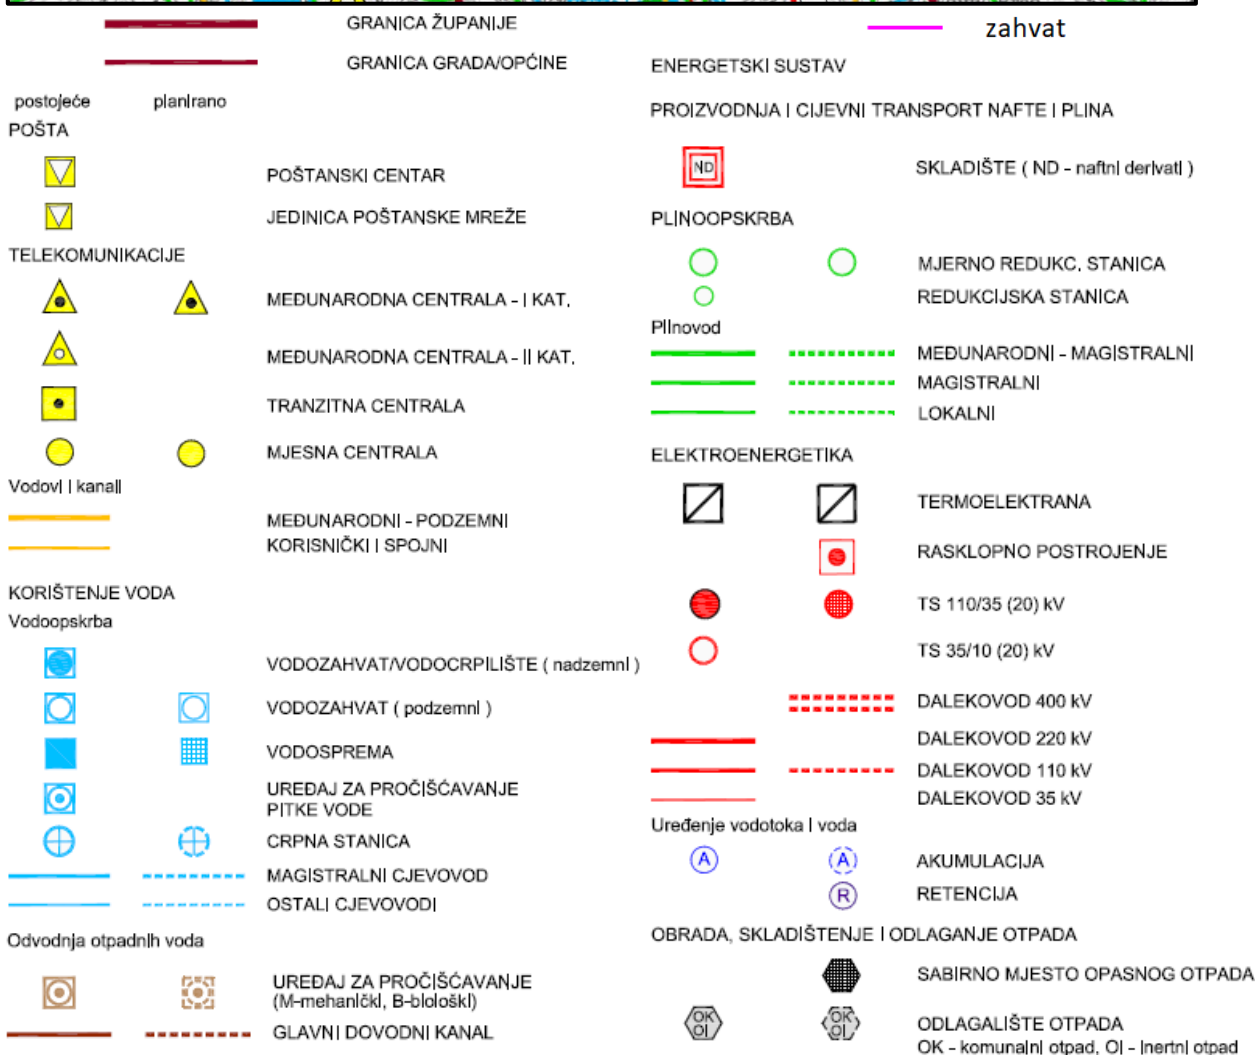 GRANICA ŽUPANIJE
GRANICA GRADA/OPĆINE
postojeće planirano
POŠTA
POŠTANSKI CENTAR
JEDINICA POŠTANSKE MREŽE
TELEKOMUNIKACIJE
MEĐUNARODNA CENTRALA - I KAT.
MEĐUNARODNA CENTRALA - II KAT.
TRANZITNA CENTRALA
MJESNA CENTRALA
Vodovi i kanali
MEĐUNARODNI - PODZEMNI
KORISNIČKI I SPOJNI
KORIŠTENJE VODA
Vodoopskrba
VODOZAHVAT/VODOCRPILIŠTE ( nadzemni )
VODOZAHVAT ( podzemni )
VODOSPREMA
UREĐAJ ZA PROČIŠĆAVANJE
PITKE VODE
CRPNA STANICA
MAGISTRALNI CJEVOVOD
OSTALI CJEVOVODI
Odvodnja otpadnih voda
UREĐAJ ZA PROČIŠĆAVANJE
(M-mehanički, B-biološki)
GLAVNI DOVODNI KANAL
zahvat
ENERGETSKI SUSTAV
PROIZVODNJA I CIJEVNI TRANSPORT NAFTE I PLINA
ND
SKLADIŠTE ( ND - naftni derivati )
PLINOOPSKRBA
MJERNO REDUKC. STANICA
REDUKCIJSKA STANICA
Plinovod
MEĐUNARODNI - MAGISTRALNI
MAGISTRALNI
LOKALNI
ELEKTROENERGETIKA
TERMOELEKTRANA
RASKLOPNO POSTROJENJE
TS 110/35 (20) kV
TS 35/10 (20) kV
DALEKOVOD 400 kV
DALEKOVOD 220 kV
DALEKOVOD 110 kV
DALEKOVOD 35 kV
Uređenje vodotoka i voda
A A AKUMULACIJA
R RETENCIJA
OBRADA, SKLADIŠTENJE I ODLAGANJE OTPADA
SABIRNO MJESTO OPASNOG OTPADA
OK OK
OI OI
ODLAGALIŠTE OTPADA
OK - komunalni otpad, OI - inertni otpad